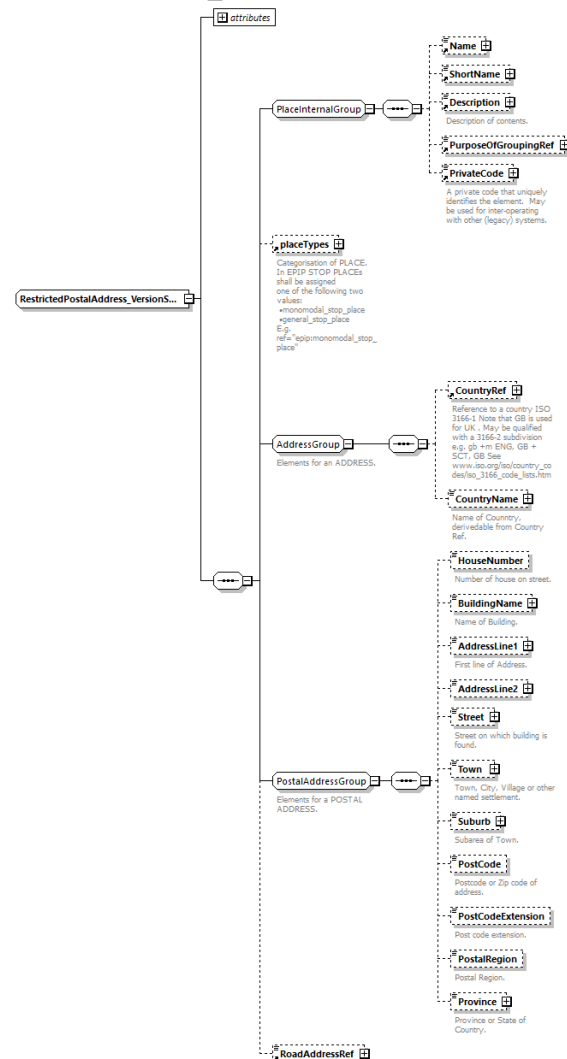 attributes
Name
ShortName
PlaceInternalGroup
Description
Description of contents.
PurposeOfGroupingRef
PrivateCode
A private code that uniquely
identifies the element. May
be used for inter-operating
with other (legacy) systems.
placeTypes
Categorisation of PLACE.
In EPIP STOP PLACEs
shall be assigned
one of the following two
values:
•monomodal_stop_place
•general_stop_place
E.g.
ref="epip:monomodal_stop_
place"
RestrictedPostalAddress_VersionS...
CountryRef
Reference to a country ISO
3166-1 Note that GB is used
for UK . May be qualified
with a 3166-2 subdivision
e.g. gb +m ENG, GB +
SCT, GB See
www.iso.org/iso/country_co
des/iso_3166_code_lists.htm
AddressGroup
Elements for an ADDRESS.
CountryName
Name of Counntry,
derivedable from Country
Ref.
HouseNumber
Number of house on street.
BuildingName
Name of Building.
AddressLine1
First line of Address.
AddressLine2
Street
Street on which building is
found.
PostalAddressGroup
Elements for a POSTAL
ADDRESS.
Town
Town, City, Village or other
named settlement.
Suburb
Subarea of Town.
PostCode
Postcode or Zip code of
address.
PostCodeExtension
Post code extension.
PostalRegion
Postal Region.
Province
Province or State of
Country.
RoadAddressRef